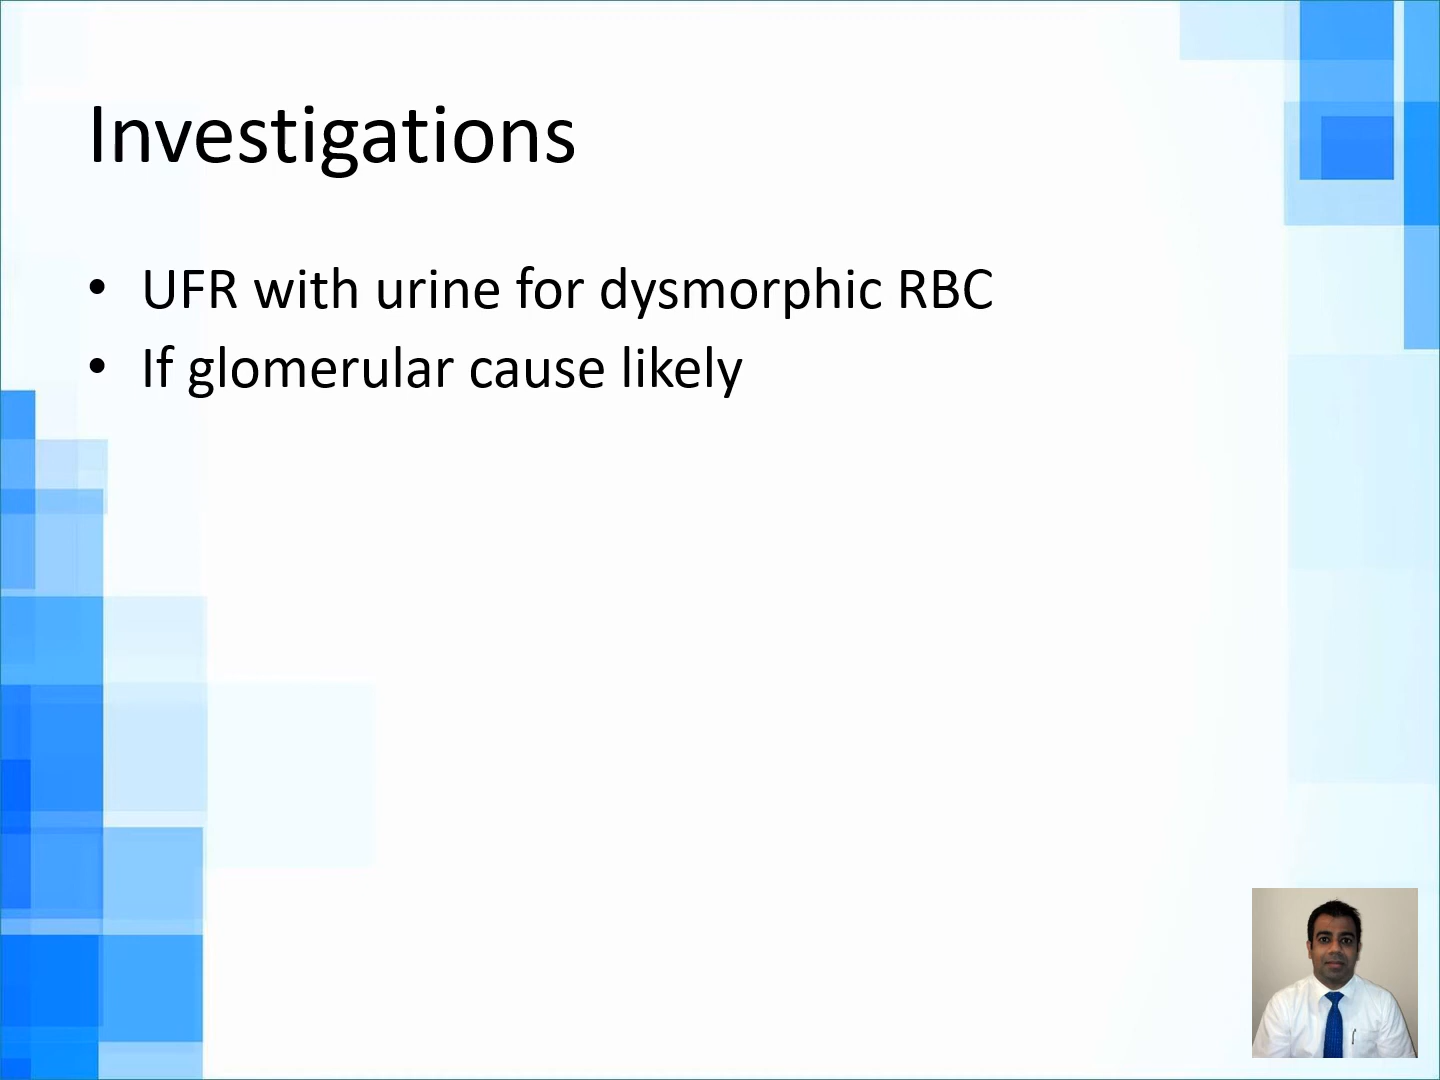 Investigations
• UFR with urine for dysmorphic RBC
• If glomerular cause likely